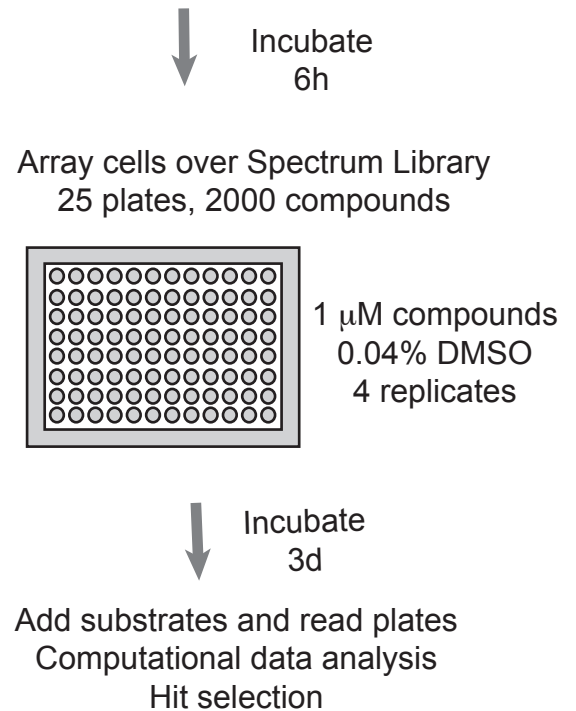 Incubate
6h
Array cells over Spectrum Library
25 plates, 2000 compounds
1 μM compounds
0.04% DMSO
4 replicates
Incubate
3d
Add substrates and read plates
Computational data analysis
Hit selection